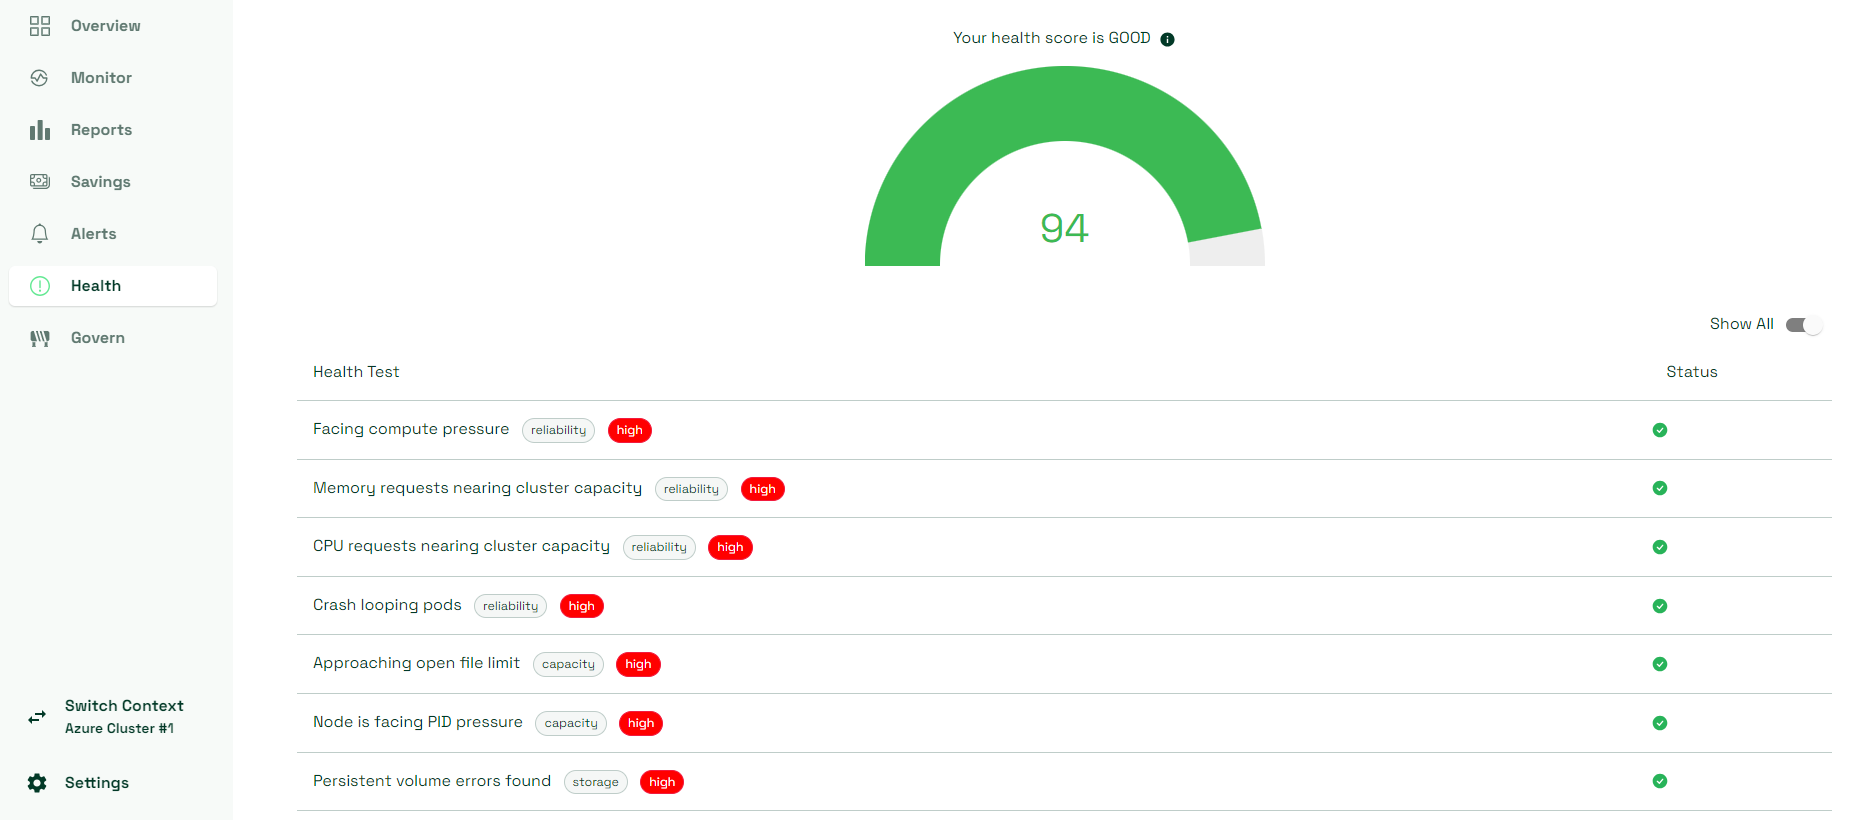 Overview
Monitor
Reports
Savings
Alerts
Health
Govern
Switch Context
Azure Cluster #1
Settings
Your health score is GOOD
94
Show All
Health Test Status
Facing compute pressure reliability high
Memory requests nearing cluster capacity reliability high
CPU requests nearing cluster capacity reliability high
Crash looping pods reliability high
Approaching open file limit capacity high
Node is facing PID pressure capacity high
Persistent volume errors found storage high